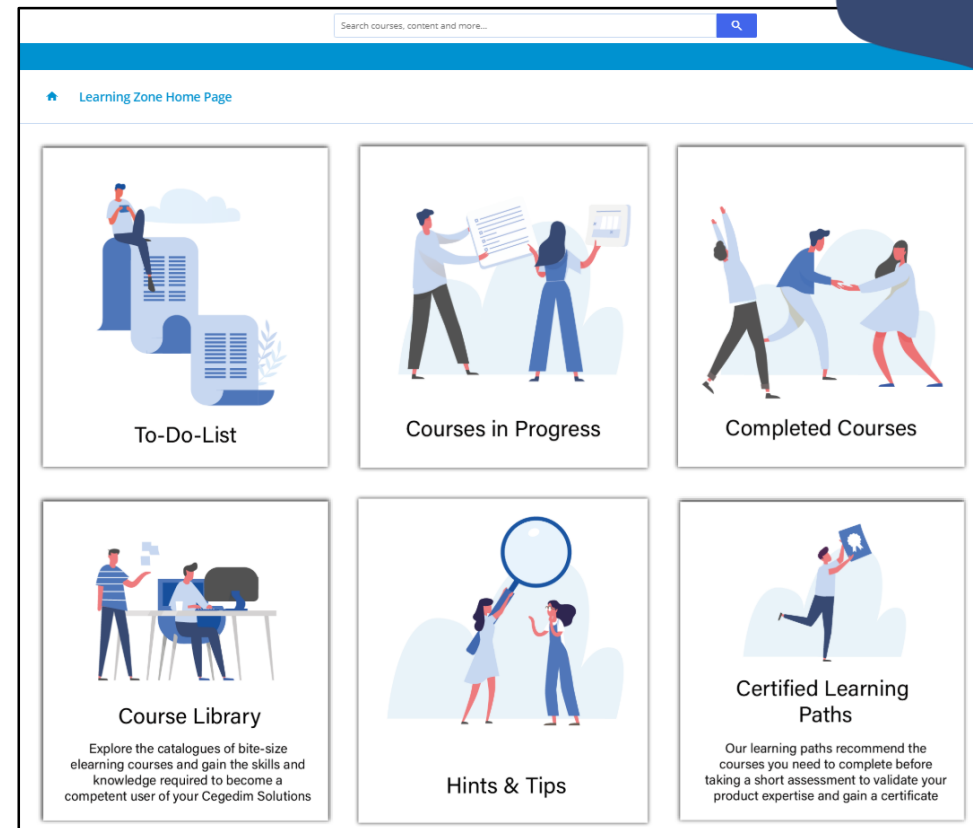 Search courses, content and more...
Learning Zone Home Page
To-Do-List
Courses in Progress
Completed Courses
Course Library
Explore the catalogues of bite-size
elearning courses and gain the skills and
knowledge required to become a
competent user of your Cegedim Solutions
Hints & Tips
Certified Learning
Paths
Our learning paths recommend the
courses you need to complete before
taking a short assessment to validate your
product expertise and gain a certificate